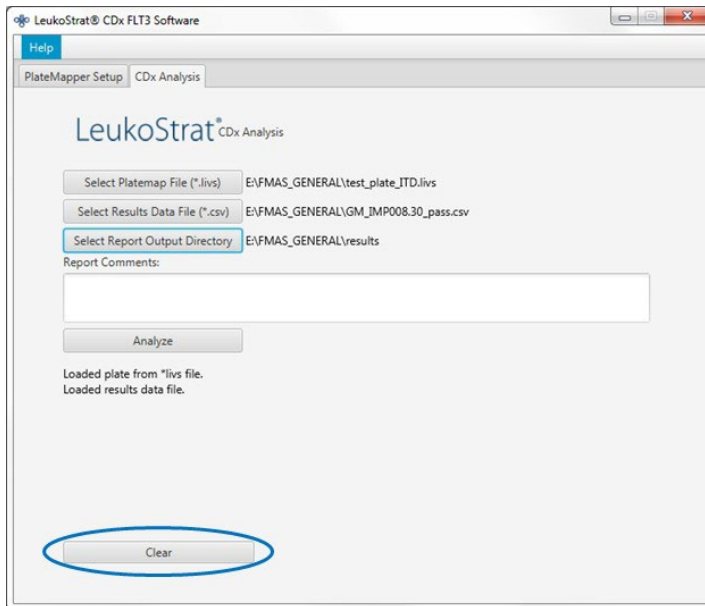 LeukoStrat® CDx FLT3 Software
Help
PlateMapper Setup CDx Analysis
LeukoStrat® CDx Analysis
Select Platemap File (*.livs) E:\FMAS_GENERAL\test_plate_ITD.livs
Select Results Data File (*.csv) E:\FMAS_GENERAL\GM_IMP008.30_pass.csv
Select Report Output Directory E:\FMAS_GENERAL\results
Report Comments:
Analyze
Loaded plate from *livs file.
Loaded results data file.
Clear